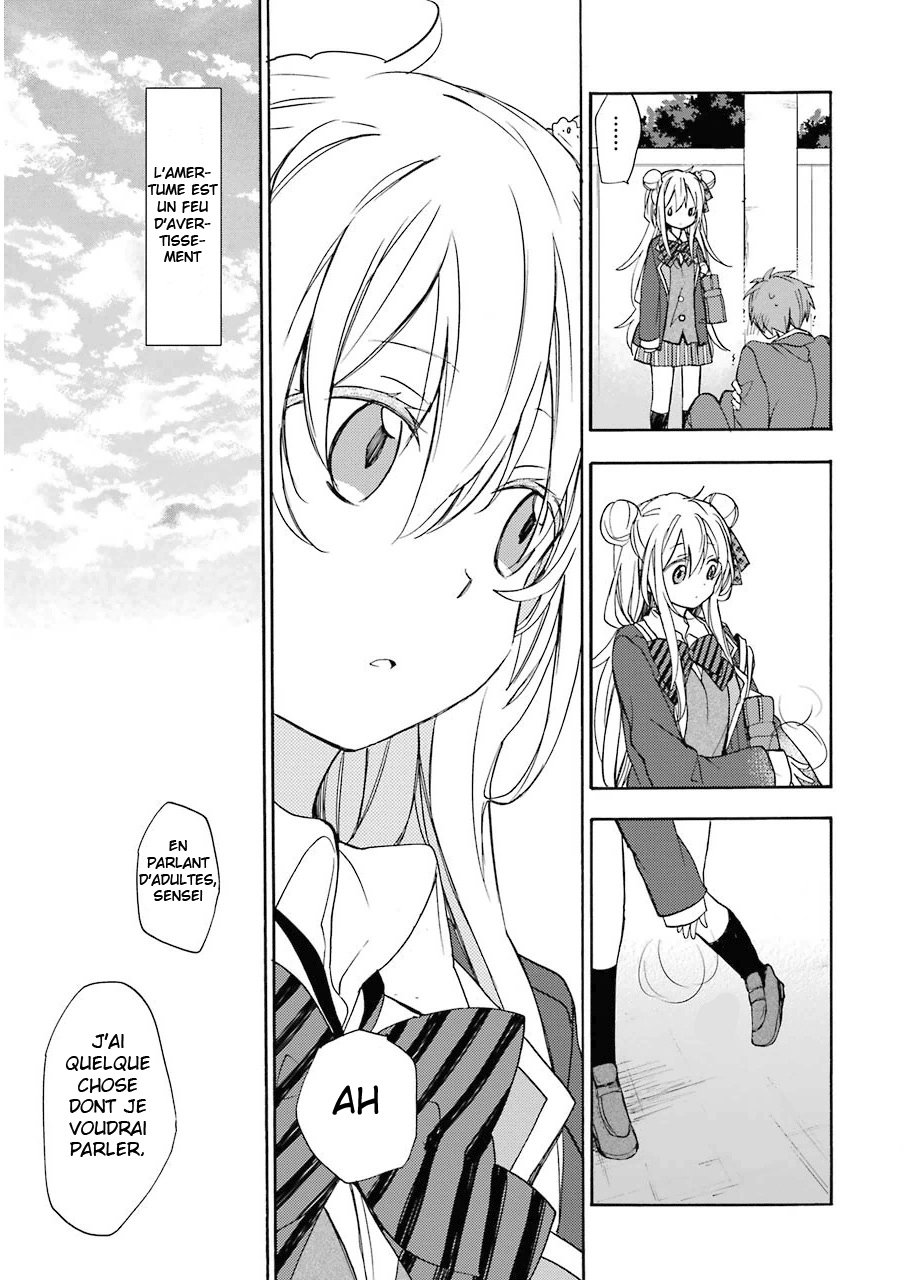 .......
AH
L'AMER-
TUME EST
UN FEU
D'AVER-
TISSE-
MENT
EN
PARLANT
D'ADULTES,
SENSEI
J'AI
QUELQUE
CHOSE
DONT JE
VOUDRAI
PARLER.